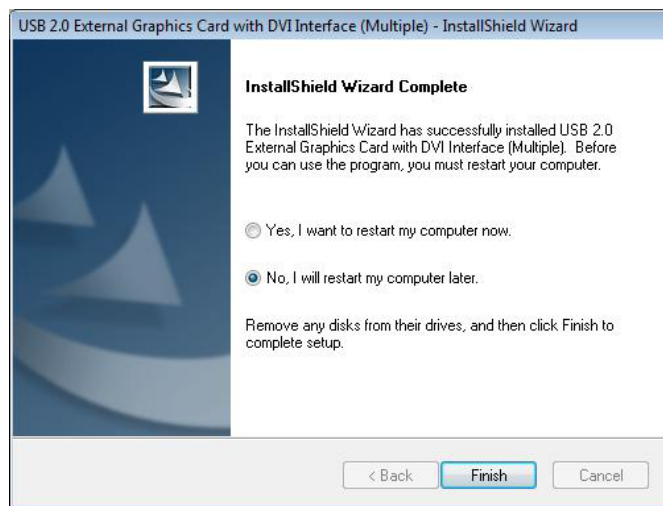 USB 2.0 External Graphics Card with DVI Interface (Multiple) - InstallShield Wizard
InstallShield Wizard Complete
The InstallShield Wizard has successfully installed USB 2.0
External Graphics Card with DVI Interface (Multiple). Before
you can use the program, you must restart your computer.
Yes, I want to restart my computer now.
No, I will restart my computer later.
Remove any disks from their drives, and then click Finish to
complete setup.
< Back Finish Cancel